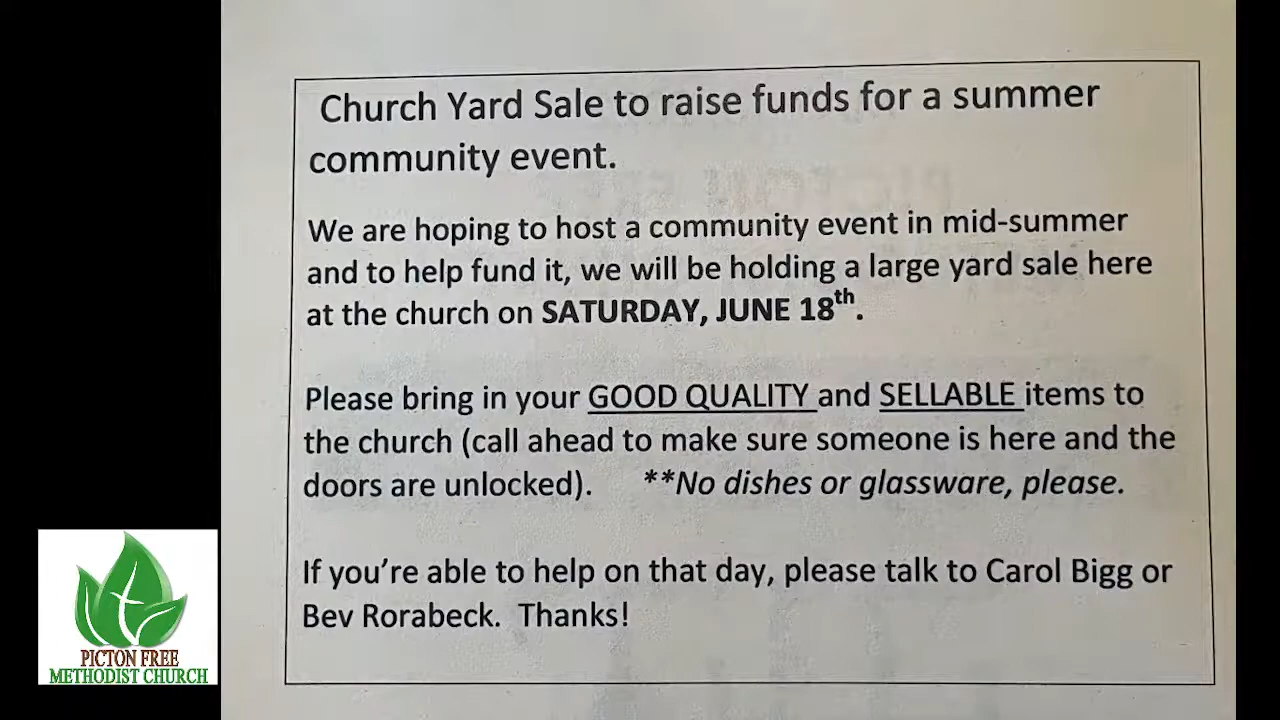 Church Yard Sale to raise funds for a summer
community event.
We are hoping to host a community event in mid-summer
and to help fund it, we will be holding a large yard sale here
at the church on SATURDAY, JUNE 18th.
Please bring in your GOOD QUALITY and SELLABLE items to
the church (call ahead to make sure someone is here and the
doors are unlocked). **No dishes or glassware, please.
If you’re able to help on that day, please talk to Carol Bigg or
Bev Rorabeck. Thanks!
PICTON FREE
METHODIST CHURCH